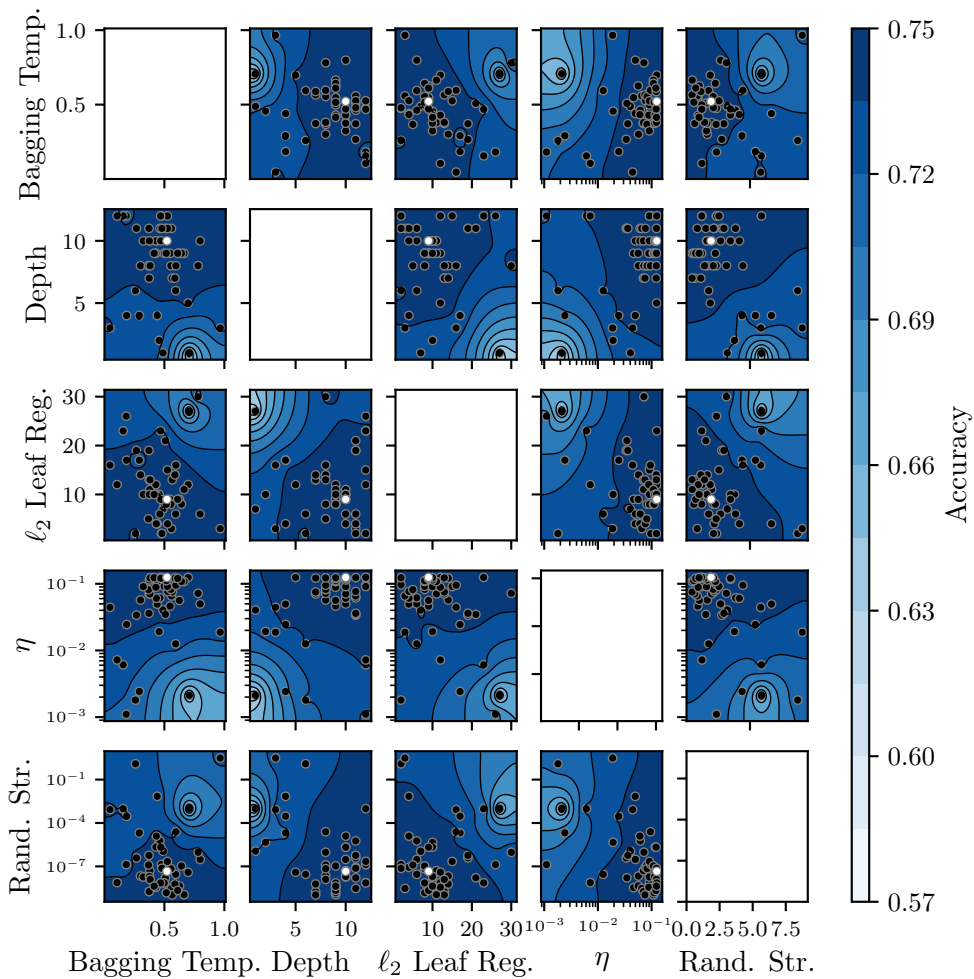 Bagging Temp.
1.0
0.5
Depth
10
5
ℓ₂ Leaf Reg.
30
20
10
η
10⁻¹
10⁻²
10⁻³
Rand. Str.
10⁻¹
10⁻⁴
10⁻⁷
0.5 1.0
5 10
10 20 30
10⁻³ 10⁻¹
0.0 2.5 5.0 7.5
Bagging Temp. Depth ℓ₂ Leaf Reg. η Rand. Str.
0.75
0.72
0.69
0.66
0.63
0.60
0.57
Accuracy